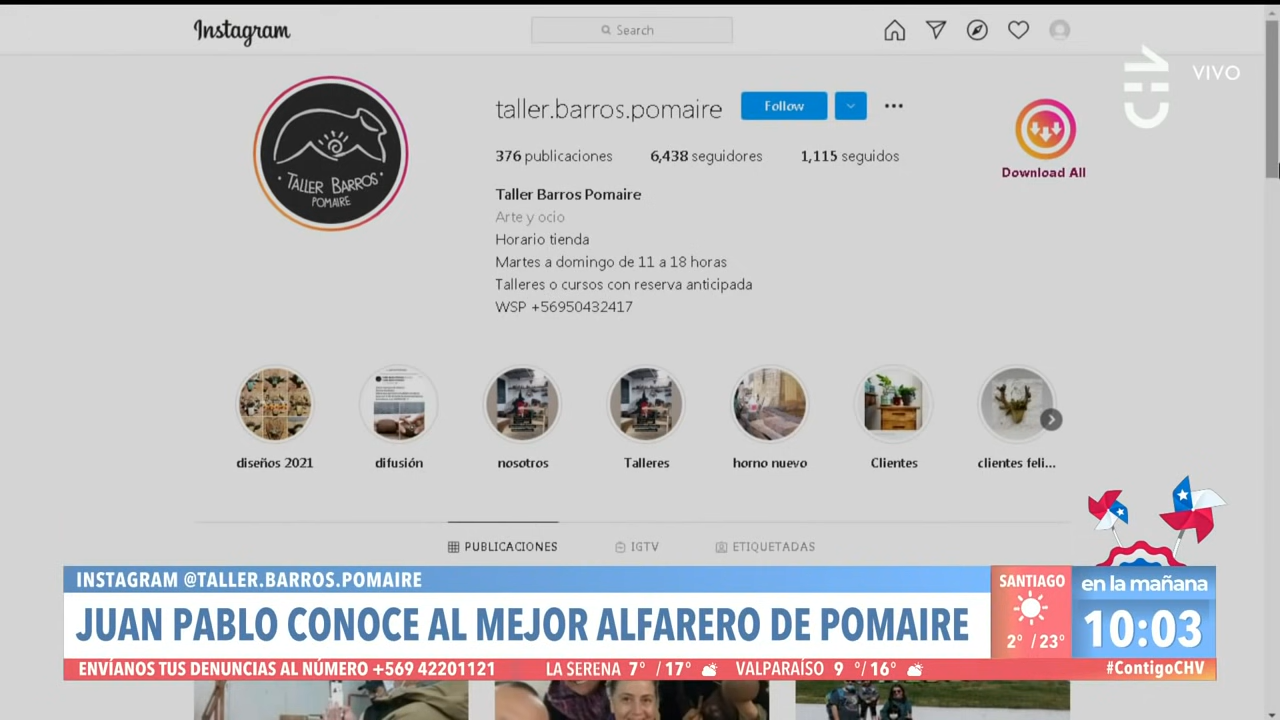 Instagram
Search
CHV
VIVO
taller.barros.pomaire
Follow
376 publicaciones
6,438 seguidores
1,115 seguidos
Download All
TALLER BARROS
POMAIRE
Taller Barros Pomaire
Arte y ocio
Horario tienda
Martes a domingo de 11 a 18 horas
Talleres o cursos con reserva anticipada
WSP +56950432417
diseños 2021
difusión
nosotros
Talleres
horno nuevo
Clientes
clientes feli...
PUBLICACIONES
IGTV
ETIQUETADAS
INSTAGRAM @TALLER.BARROS.POMAIRE
JUAN PABLO CONOCE AL MEJOR ALFARERO DE POMAIRE
SANTIAGO
2° / 23°
en la mañana
10:03
ENVÍANOS TUS DENUNCIAS AL NÚMERO +569 42201121
LA SERENA 7° / 17°
VALPARAÍSO 9 °/ 16°
#ContigoCHV